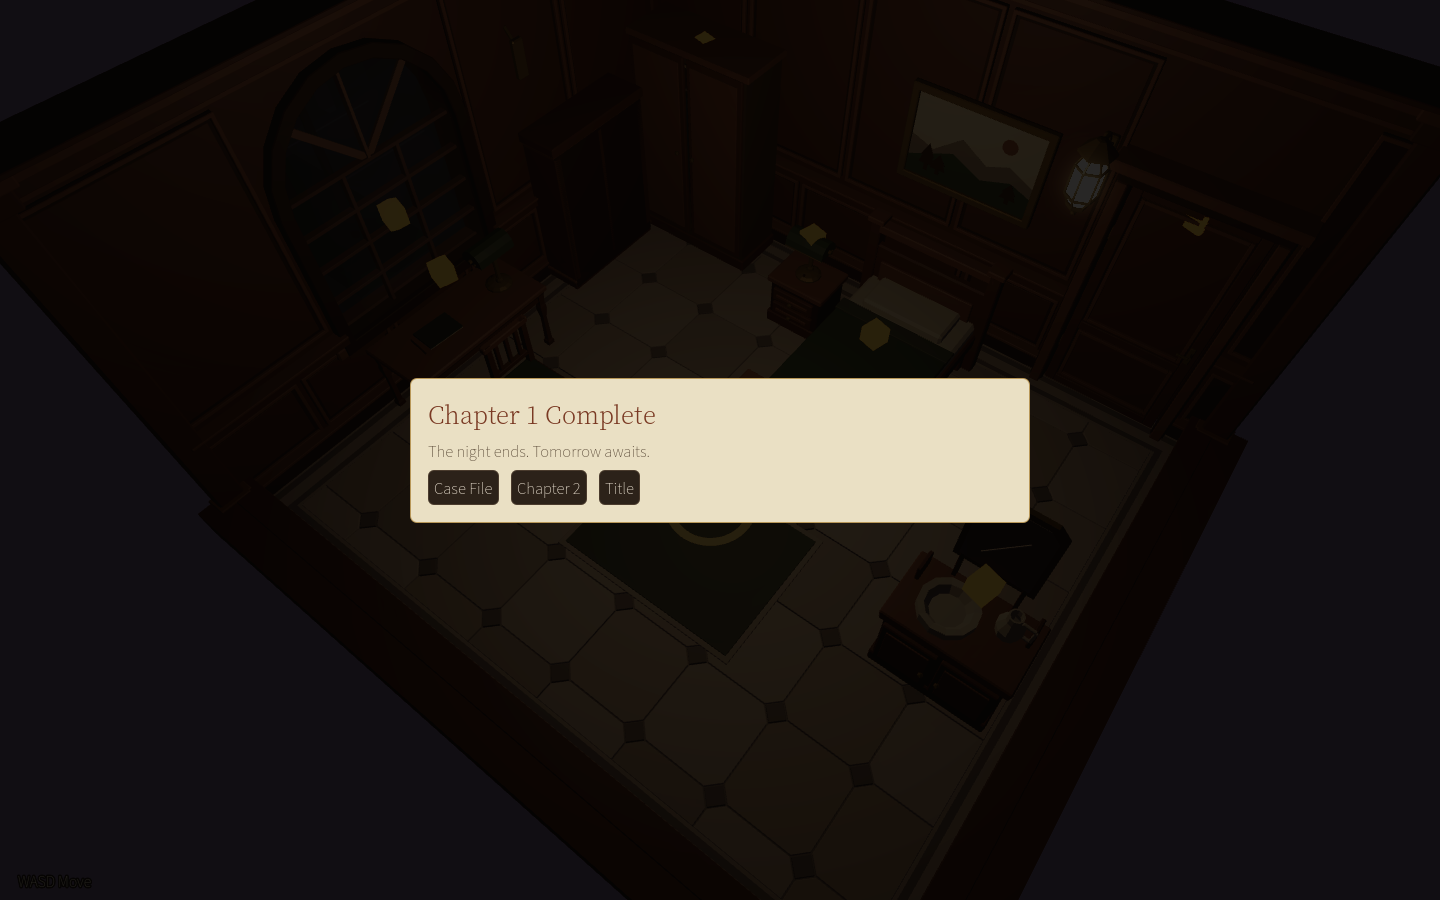 Chapter 1 Complete
The night ends. Tomorrow awaits.
Case File
Chapter 2
Title
WASD Move